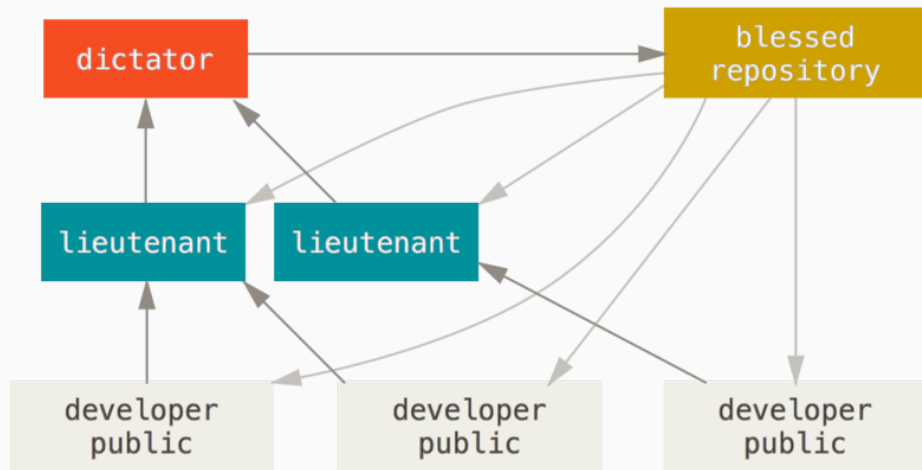 dictator
blessed
repository
lieutenant
lieutenant
developer
public
developer
public
developer
public